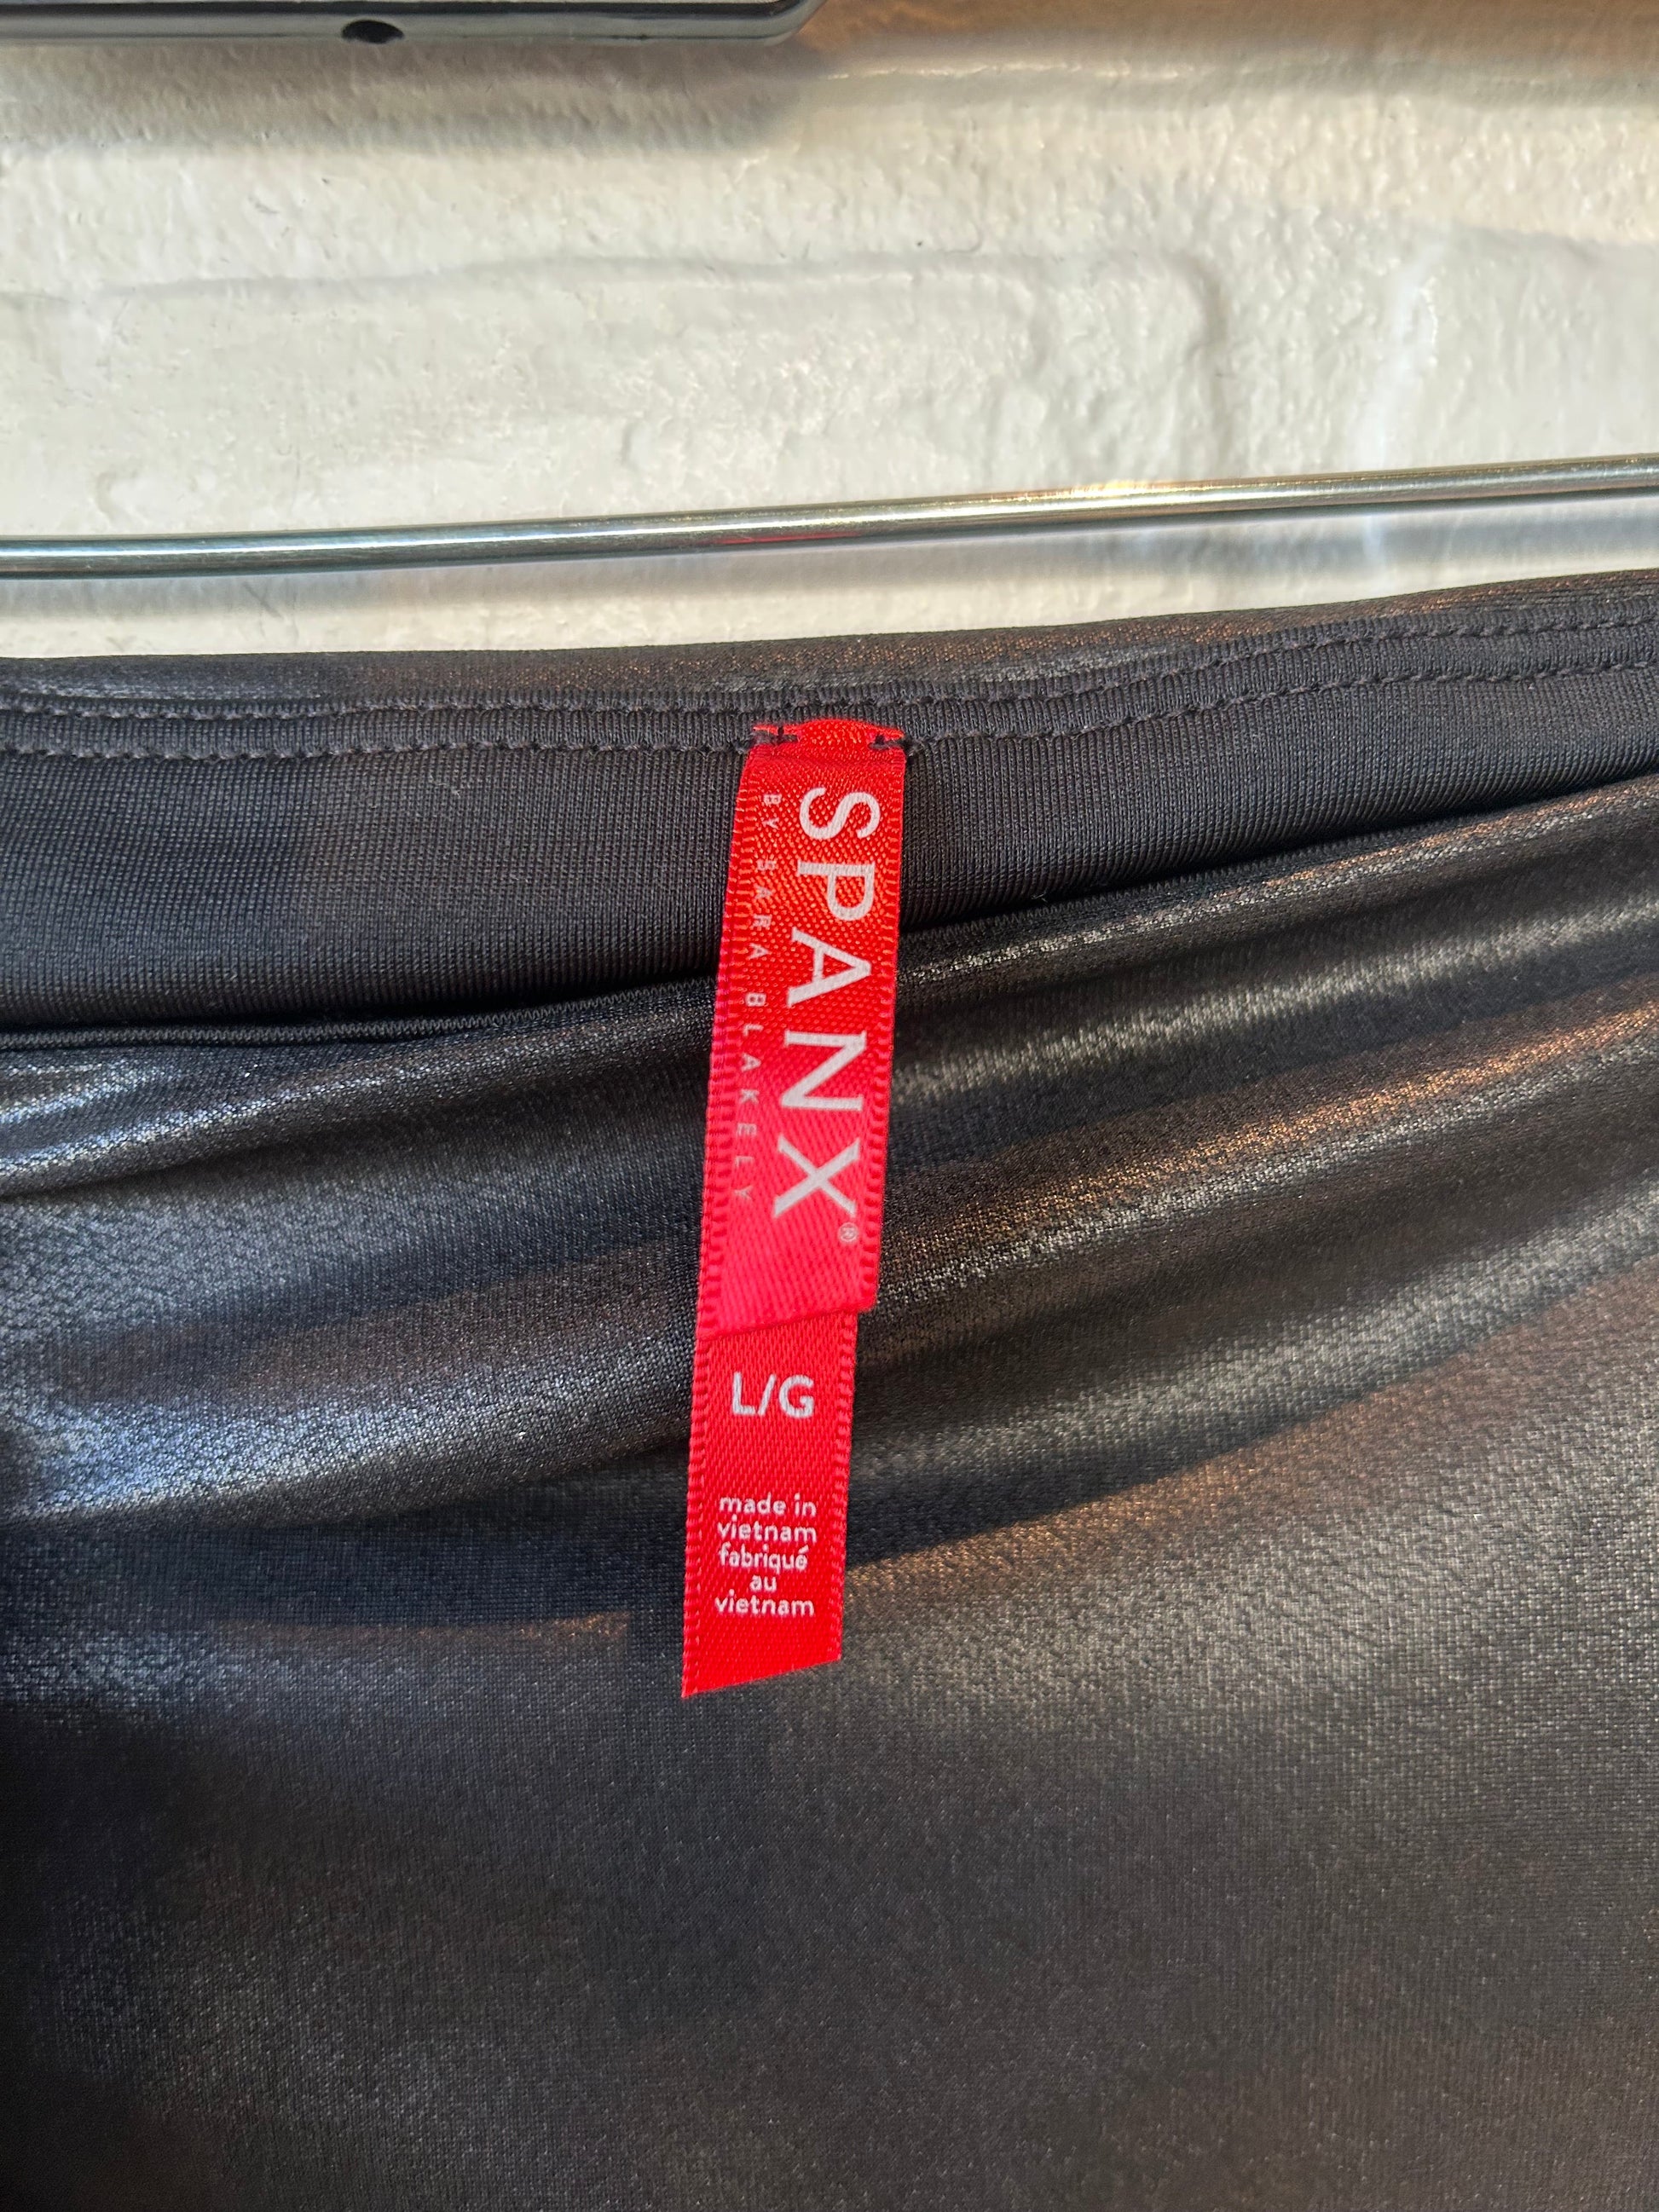 SPANX®
BY SARA BLAKELY
L/G
made in
vietnam
fabriqué
au
vietnam